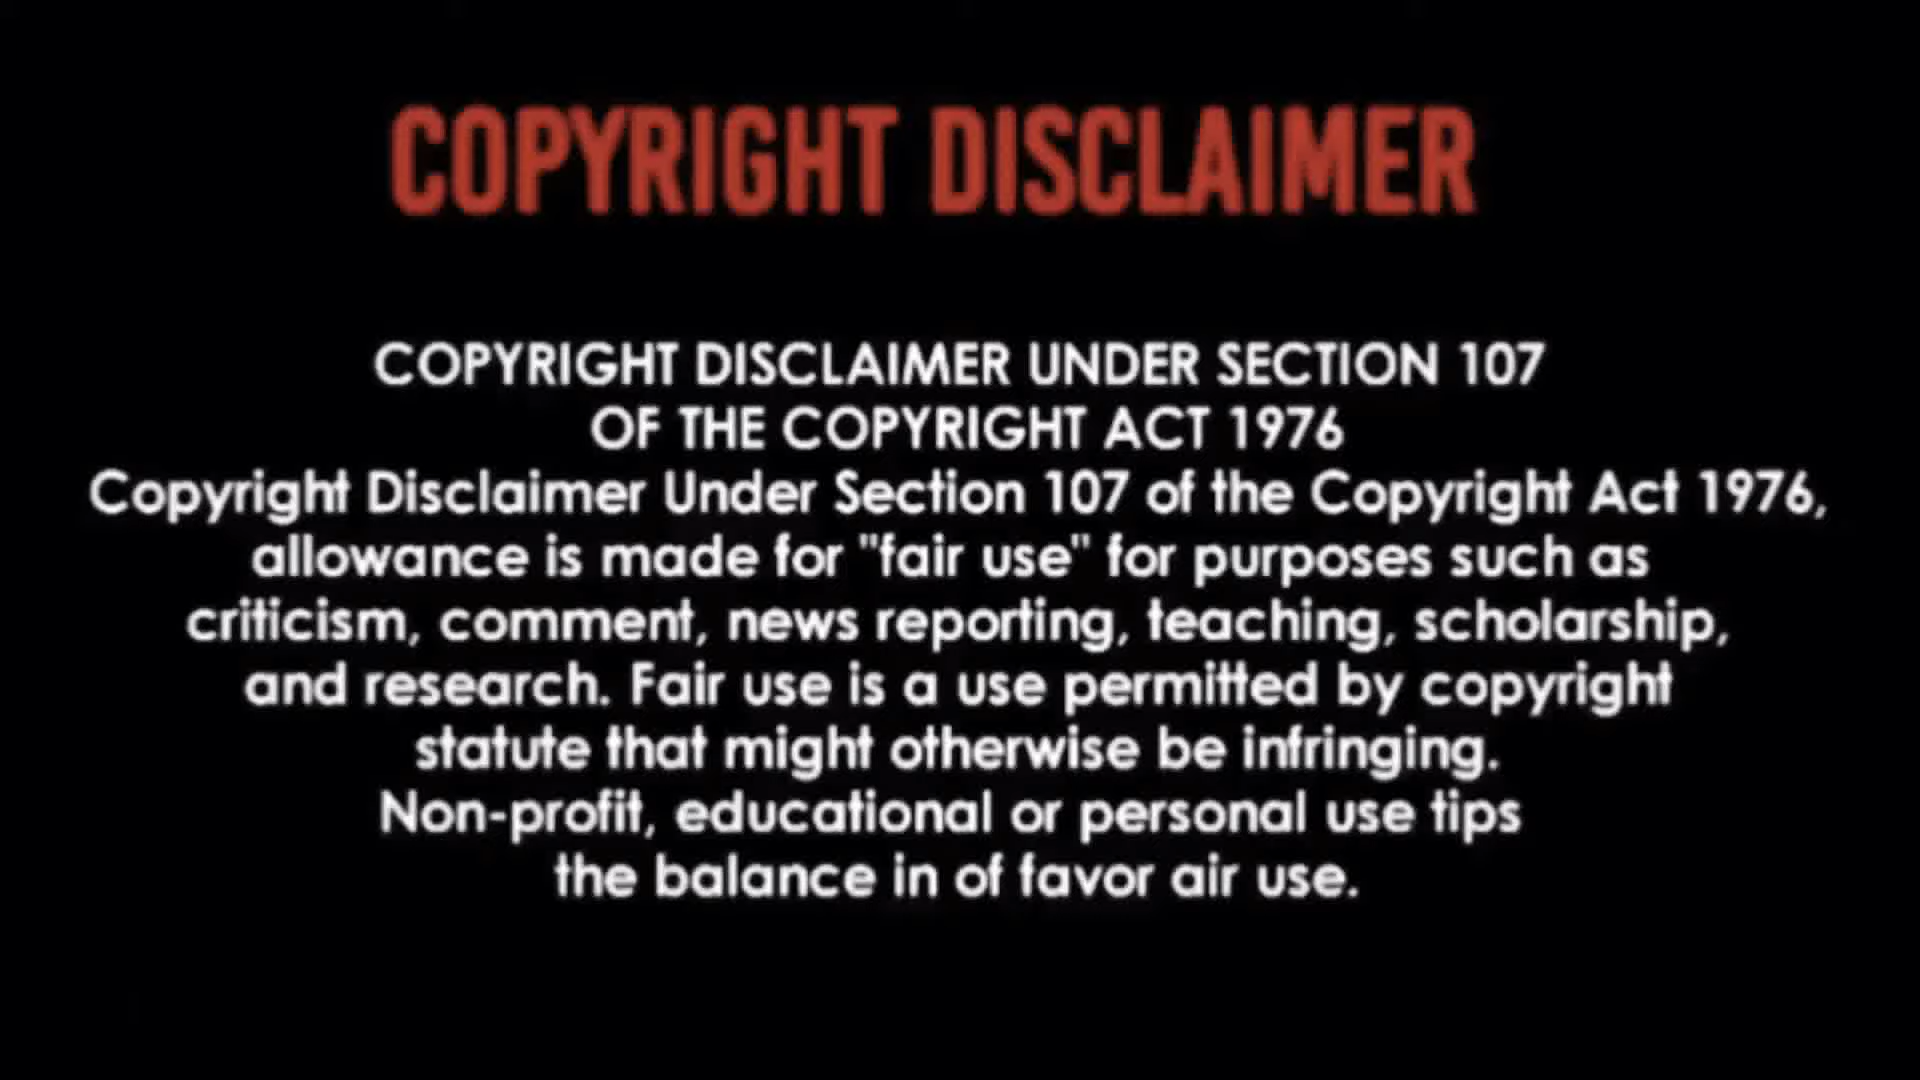 COPYRIGHT DISCLAIMER
COPYRIGHT DISCLAIMER UNDER SECTION 107
OF THE COPYRIGHT ACT 1976
Copyright Disclaimer Under Section 107 of the Copyright Act 1976,
allowance is made for "fair use" for purposes such as
criticism, comment, news reporting, teaching, scholarship,
and research. Fair use is a use permitted by copyright
statute that might otherwise be infringing.
Non-profit, educational or personal use tips
the balance in of favor air use.